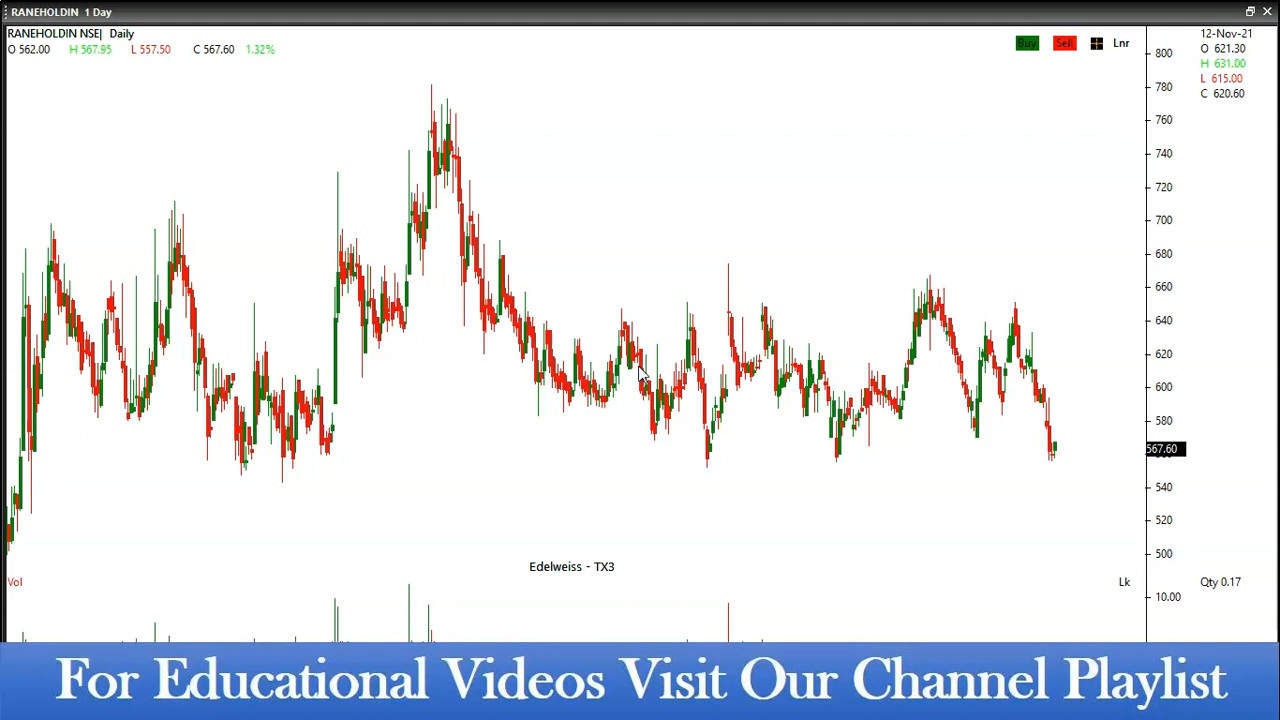 RANEHOLDIN 1 Day
RANEHOLDIN NSE| Daily
O 562.00 H 567.95 L 557.50 C 567.60 1.32%
Buy Sell Lnr
12-Nov-21
O 621.30
H 631.00
L 615.00
C 620.60
800
780
760
740
720
700
680
660
640
620
600
580
567.60
540
520
500
Edelweiss - TX3
Vol
Lk
Qty 0.17
10.00
For Educational Videos Visit Our Channel Playlist